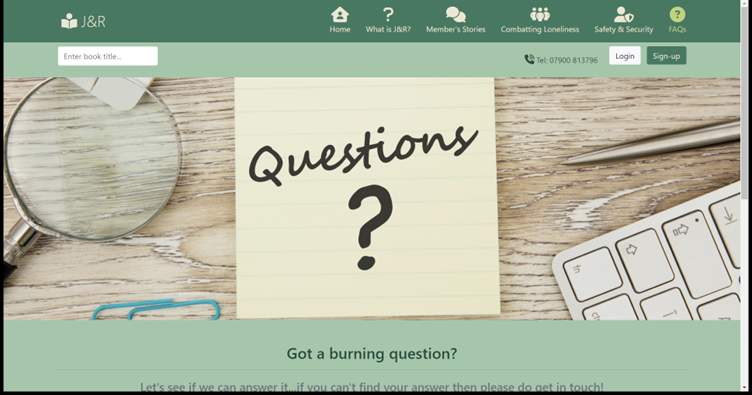 J&R
Home
What is J&R?
Member's Stories
Combatting Loneliness
Safety & Security
?
FAQs
Enter book title...
Tel: 07900 813796
Login
Sign-up
Questions
?
Got a burning question?
Let's see if we can answer it...if you can't find your answer then please do get in touch!